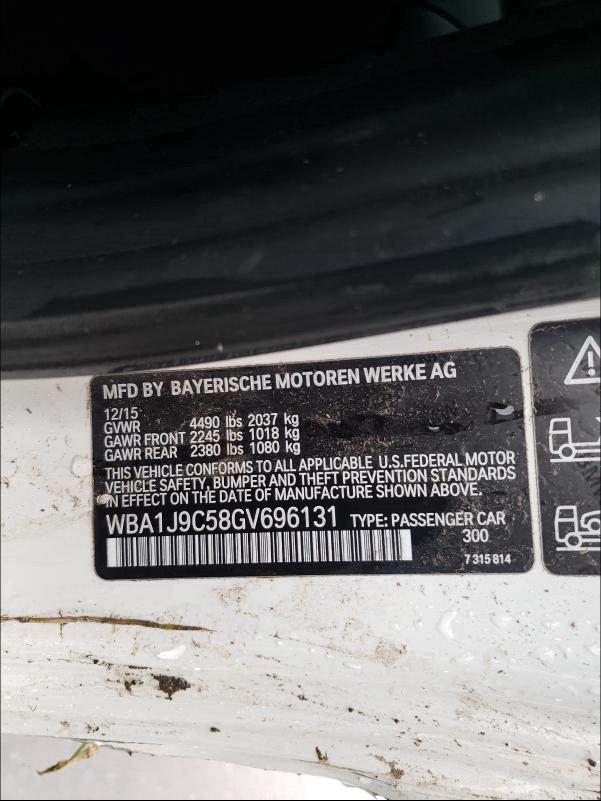 MFD BY BAYERISCHE MOTOREN WERKE AG
12/15
GVWR 4490 lbs 2037 kg
GAWR FRONT 2245 lbs 1018 kg
GAWR REAR 2380 lbs 1080 kg
THIS VEHICLE CONFORMS TO ALL APPLICABLE U.S.FEDERAL MOTOR
VEHICLE SAFETY, BUMPER AND THEFT PREVENTION STANDARDS
IN EFFECT ON THE DATE OF MANUFACTURE SHOWN ABOVE.
WBA1J9C58GV696131 TYPE: PASSENGER CAR
300
7 315 814